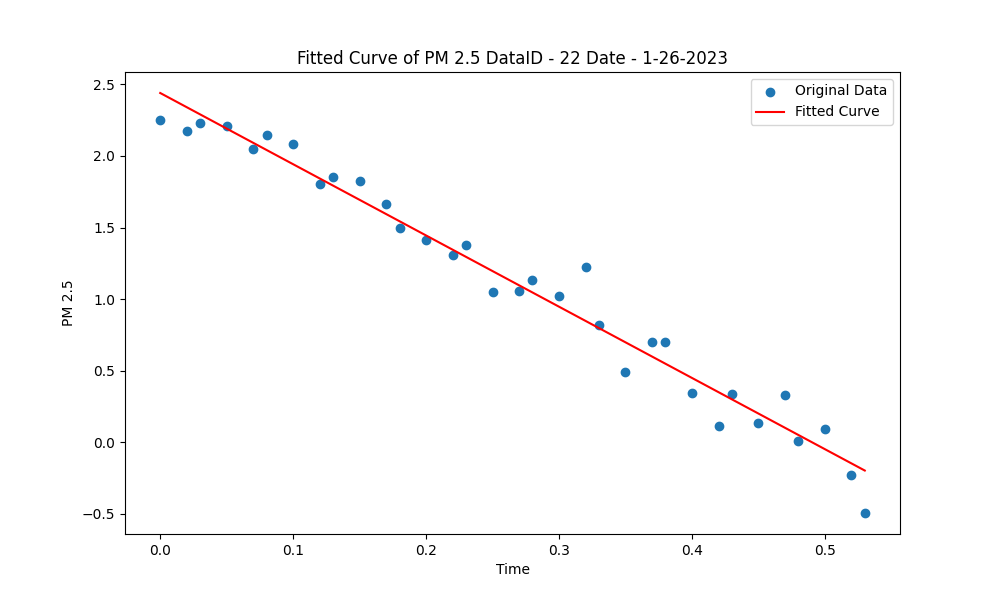 Fitted Curve of PM 2.5 DataID - 22 Date - 1-26-2023
Original Data
Fitted Curve
2.5
2.0
1.5
1.0
0.5
0.0
−0.5
PM 2.5
0.0 0.1 0.2 0.3 0.4 0.5
Time